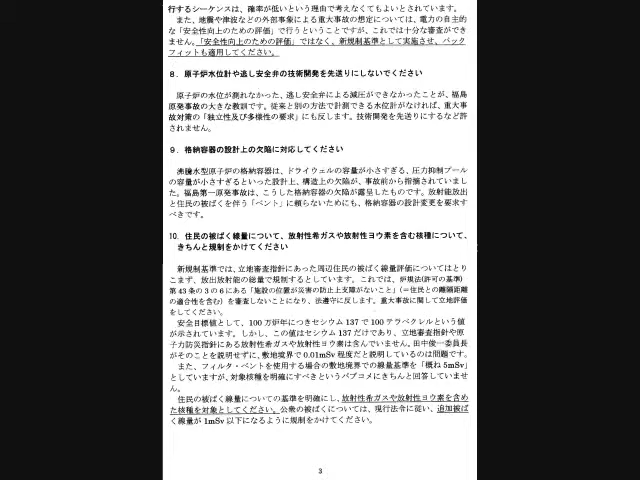 行するシーケンスは、確率が低いという理由で考えなくてもよいとされています。
また、地震や津波などの外部事象による重大事故の想定については、電力の自主的
な「安全性向上のための評価」で行うということですが、これでは十分な審査ができ
ません。「安全性向上のための評価」ではなく、新規制基準として実施させ、バック
フィットも適用してください。
８．原子炉水位計や逃し安全弁の技術開発を先送りにしないでください
原子炉の水位が測れなかった、逃し安全弁による減圧ができなかったことが、福島
原発事故の大きな教訓です。従来と別の方法で計測できる水位計がなければ、重大事
故対策の「独立性及び多様性の要求」にも反します。技術開発を先送りにするなど許
されません。
９．格納容器の設計上の欠陥に対応してください
沸騰水型原子炉の格納容器は、ドライウェルの容量が小さすぎる、圧力抑制プール
の容量が小さすぎるといった設計上、構造上の欠陥が、事故前から指摘されていまし
た。福島第一原発事故は、こうした格納容器の欠陥が露呈したものです。放射能放出
と住民の被ばくを伴う「ベント」に頼らないためにも、格納容器の設計変更を要求す
べきです。
10．住民の被ばく線量について、放射性希ガスや放射性ヨウ素を含む核種について、
きちんと規制をかけてください
新規制基準では、立地審査指針にあった周辺住民の被ばく線量評価についてはとり
こまず、放出放射能の総量で規制するとしています。これでは、炉規法(許可の基準)
第 43 条の 3 の 6 にある「施設の位置が災害の防止上支障がないこと」(＝住民との離隔距離
の適合性を含む）を審査しないことになり、法遵守に反します。重大事故に関して立地評価
をしてください。
安全目標値として、100 万炉年につきセシウム 137 で 100 テラベクレルという値
が示されています。しかし、この値はセシウム 137 だけであり、立地審査指針や原
子力防災指針にある放射性希ガスや放射性ヨウ素は含んでいません。田中俊一委員長
がそのことを説明せずに、敷地境界で 0.01mSv 程度だと説明しているのは問題です。
また、フィルタ・ベントを使用する場合の敷地境界での線量基準を「概ね 5mSv」
としていますが、対象核種を明確にすべきというパブコメにきちんと回答していませ
ん。
住民の被ばく線量についての基準を明確にし、放射性希ガスや放射性ヨウ素を含め
た核種を対象としてください。公衆の被ばくについては、現行法令に従い、追加被ば
く線量が 1mSv 以下になるように規制をかけてください。
3